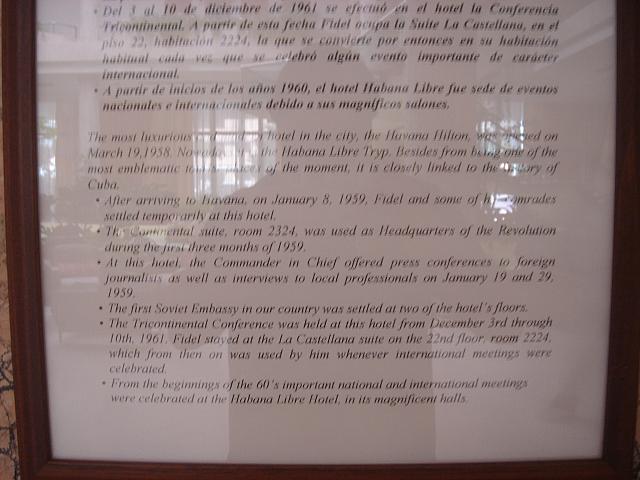 • Del 3 al 10 de diciembre de 1961 se efectuó en el hotel la Conferencia
Tricontinental. A partir de esta fecha Fidel ocupa la Suite La Castellana, en el
piso 22, habitación 2224, la que se convierte por entonces en su habitación
habitual cada vez que se celebró algún evento importante de carácter
internacional.
• A partir de inicios de los años 1960, el hotel Habana Libre fue sede de eventos
nacionales e internacionales debido a sus magníficos salones.
The most luxurious hotel in the city, the Havana Hilton, was opened on
March 19,1958. the Habana Libre Tryp. Besides from being one of the
most emblematic of the moment, it is closely linked to the history of
Cuba.
• After arriving to Havana, on January 8, 1959, Fidel and some of his comrades
settled temporarily at this hotel.
• The Continental suite, room 2324, was used as Headquarters of the Revolution
during the first three months of 1959.
• At this hotel, the Commander in Chief offered press conferences to foreign
journalists as well as interviews to local professionals on January 19 and 29,
1959.
• The first Soviet Embassy in our country was settled at two of the hotel's floors.
• The Tricontinental Conference was held at this hotel from December 3rd through
10th, 1961. Fidel stayed at the La Castellana suite on the 22nd floor, room 2224,
which from then on was used by him whenever international meetings were
celebrated.
• From the beginnings of the 60's important national and international meetings
were celebrated at the Habana Libre Hotel, in its magnificent halls.